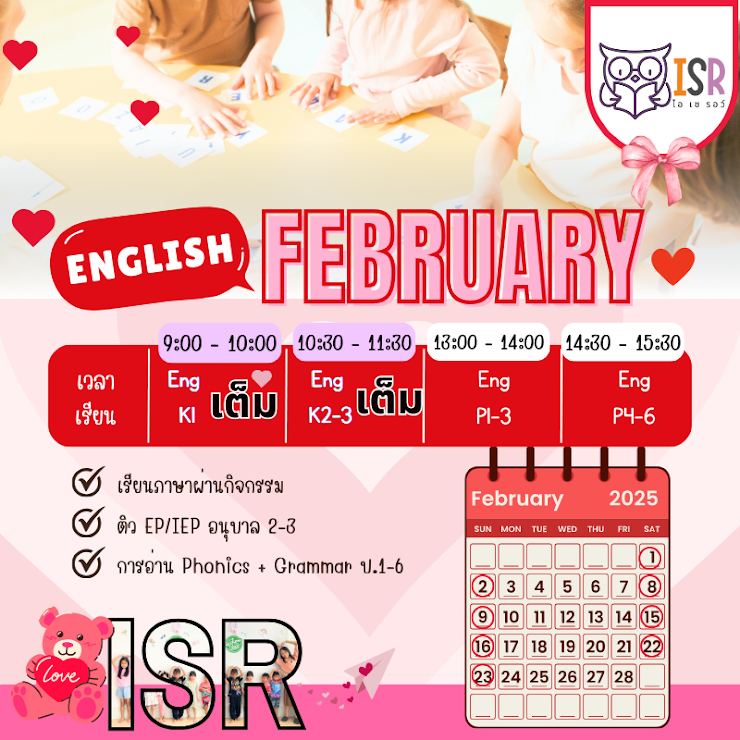 ISR
ไอ เซ รอว์
ENGLISH
FEBRUARY
9:00 - 10:00 10:30 - 11:30 13:00 - 14:00 14:30 - 15:30
เวลา
เรียน
Eng
K1
เต็ม
Eng
K2-3
เต็ม
Eng
P1-3
Eng
P4-6
เรียนภาษาผ่านกิจกรรม
ติว EP/IEP อนุบาล 2-3
การอ่าน Phonics + Grammar ป.1-6
February 2025
SUN MON TUE WED THU FRI SAT
1
2 3 4 5 6 7 8
9 10 11 12 13 14 15
16 17 18 19 20 21 22
23 24 25 26 27 28
love
ISR